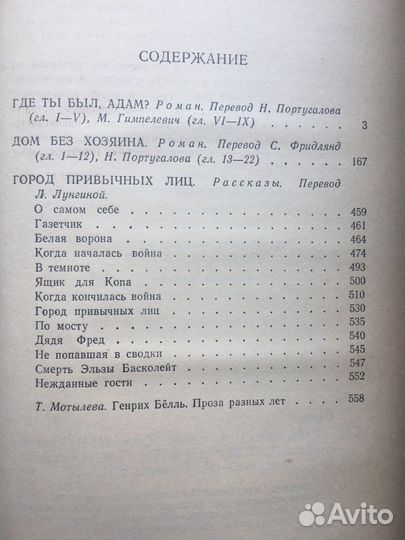 СОДЕРЖАНИЕ
ГДЕ ТЫ БЫЛ, АДАМ? Роман. Перевод Н. Португалова
(гл. I—V), М. Гимпелевич (гл. VI—IX) . . . . . . . 3
ДОМ БЕЗ ХОЗЯИНА. Роман. Перевод С. Фридлянд
(гл. 1—12), Н. Португалова (гл. 13—22) . . . . . . 167
ГОРОД ПРИВЫЧНЫХ ЛИЦ. Рассказы. Перевод
Л. Лунгиной.
О самом себе . . . . . . . . . . . . 459
Газетчик . . . . . . . . . . . . 461
Белая ворона . . . . . . . . . . . . 464
Когда началась война . . . . . . . . . . 474
В темноте . . . . . . . . . . . . 493
Ящик для Копа . . . . . . . . . . . 500
Когда кончилась война . . . . . . . . . 510
Город привычных лиц . . . . . . . . . . 530
По мосту . . . . . . . . . . . . 535
Дядя Фред . . . . . . . . . . . . 540
Не попавшая в сводки . . . . . . . . . 545
Смерть Эльзы Басколейт . . . . . . . . . 547
Нежданные гости . . . . . . . . . . . 552
Т. Мотылева. Генрих Бёлль. Проза разных лет . . . . 558
Avito